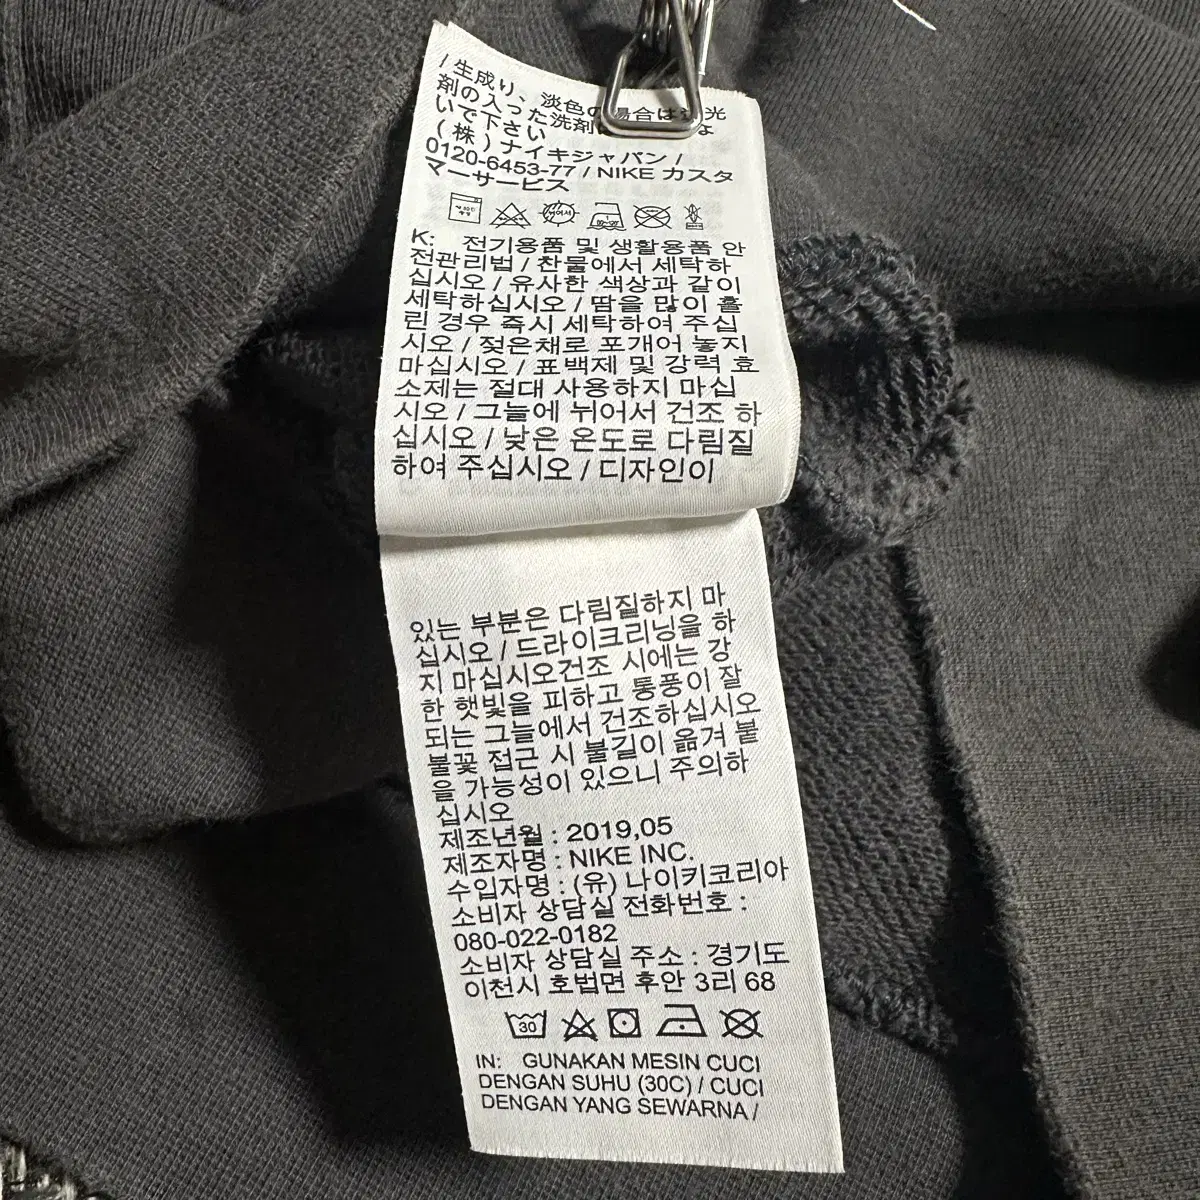 / 生成り、淡色の場合は蛍光
剤の入った洗剤は
いで下さい
(株)ナイキジャパン /
0120-6453-77 / NIKE カスタ
マーサービス
K: 전기용품 및 생활용품 안
전관리법 / 찬물에서 세탁하
십시오 / 유사한 색상과 같이
세탁하십시오 / 땀을 많이 흘
린 경우 즉시 세탁하여 주십
시오 / 젖은채로 포개어 놓지
마십시오 / 표백제 및 강력 효
소제는 절대 사용하지 마십
시오 / 그늘에 뉘어서 건조 하
십시오 / 낮은 온도로 다림질
하여 주십시오 / 디자인이
있는 부분은 다림질하지 마
십시오 / 드라이크리닝을 하
지 마십시오건조 시에는 강
한 햇빛을 피하고 통풍이 잘
되는 그늘에서 건조하십시오
불꽃 접근 시 불길이 옮겨 붙
을 가능성이 있으니 주의하
십시오
제조년월 : 2019,05
제조자명 : NIKE INC.
수입자명 : (유) 나이키코리아
소비자 상담실 전화번호 :
080-022-0182
소비자 상담실 주소 : 경기도
이천시 호법면 후안 3리 68
30
IN: GUNAKAN MESIN CUCI
DENGAN SUHU (30C) / CUCI
DENGAN YANG SEWARNA /